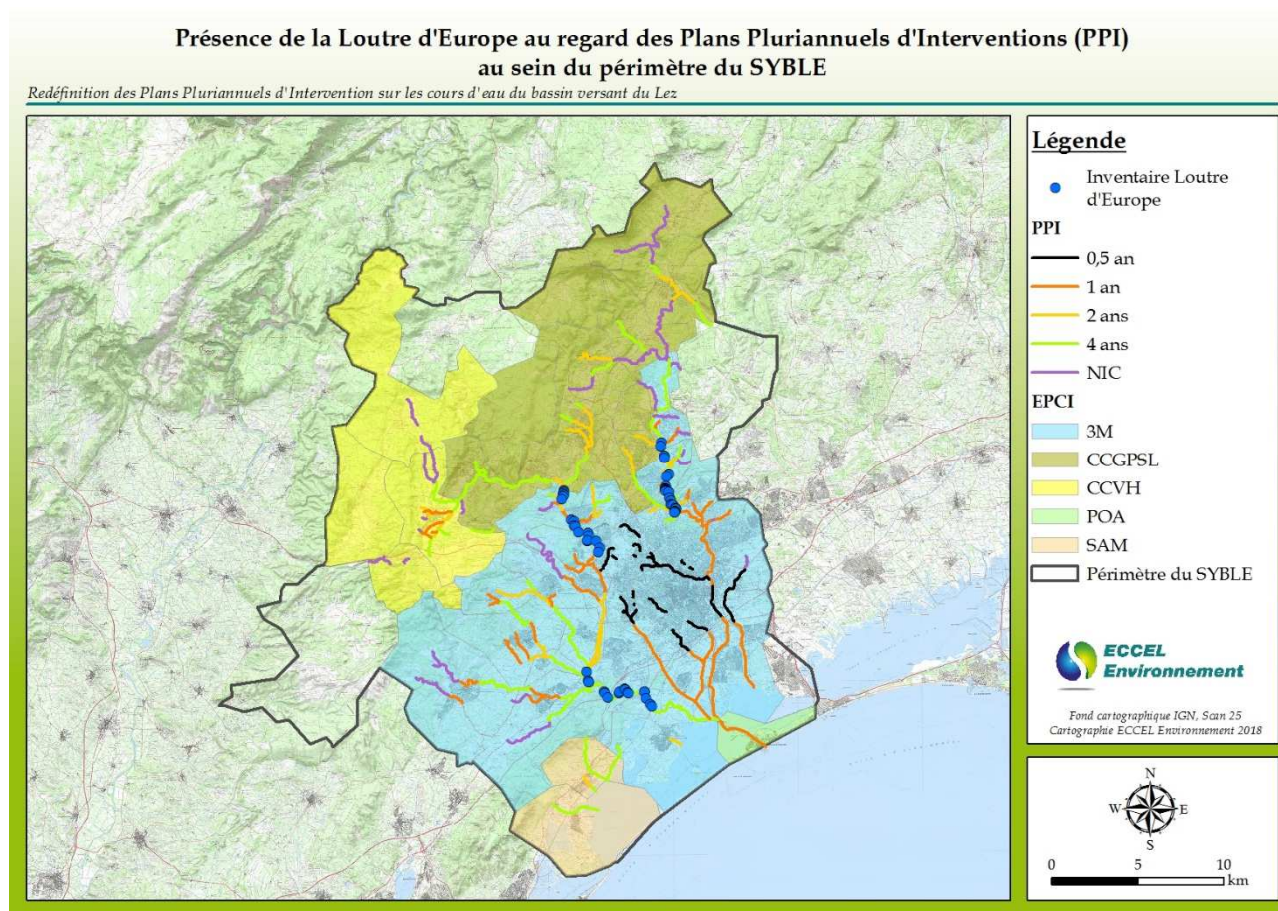 Présence de la Loutre d'Europe au regard des Plans Pluriannuels d'Interventions (PPI)
au sein du périmètre du SYBLE
Redéfinition des Plans Pluriannuels d'Intervention sur les cours d'eau du bassin versant du Lez
Légende
Inventaire Loutre
d'Europe
PPI
0,5 an
1 an
2 ans
4 ans
NIC
EPCI
3M
CCGPSL
CCVH
POA
SAM
Périmètre du SYBLE
ECCEL
Environnement
Fond cartographique IGN, Scan 25
Cartographie ECCEL Environnement 2018
N
W
E
S
0
5
10
km